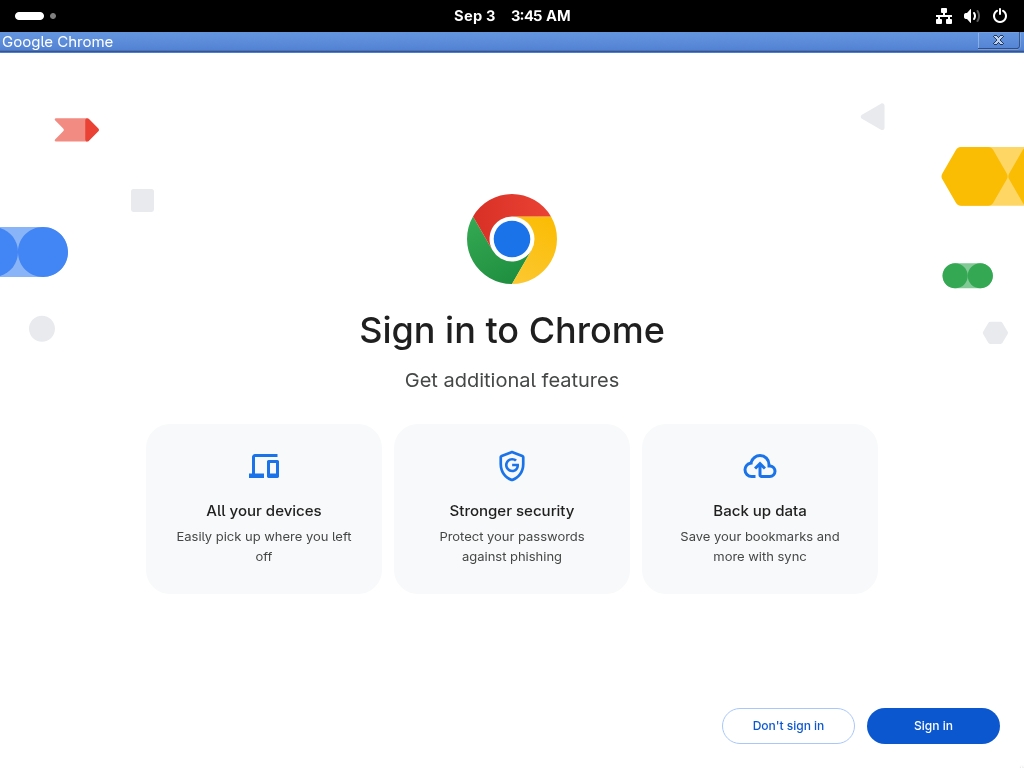 Sep 3 3:45 AM
Google Chrome
Sign in to Chrome
Get additional features
All your devices
Easily pick up where you left
off
Stronger security
Protect your passwords
against phishing
Back up data
Save your bookmarks and
more with sync
Don't sign in
Sign in